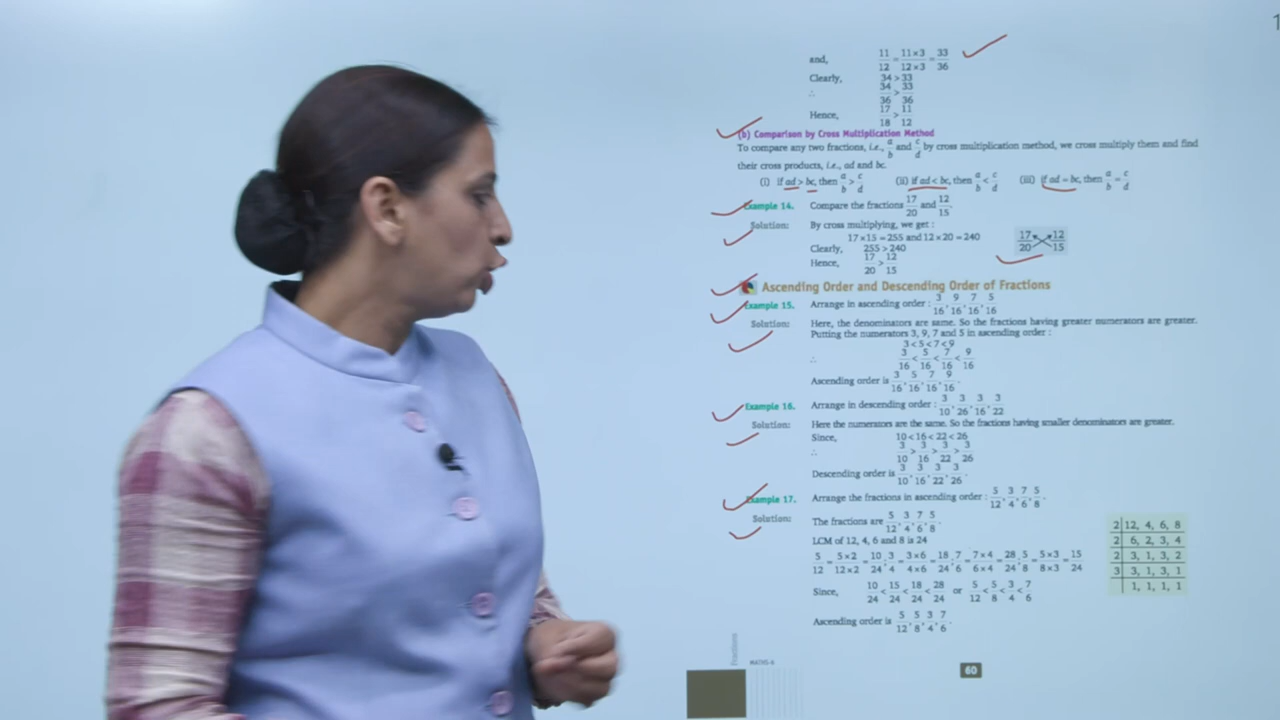 and, 11/12 = 11×3/12×3 = 33/36
Clearly, 34 > 33
∴ 34/36 > 33/36
Hence, 17/18 > 11/12
(b) Comparison by Cross Multiplication Method
To compare any two fractions, i.e., a/b and c/d by cross multiplication method, we cross multiply them and find
their cross products, i.e., ad and bc.
(i) if ad > bc, then a/b > c/d (ii) if ad < bc, then a/b < c/d (iii) if ad = bc, then a/b = c/d
Example 14. Compare the fractions 17/20 and 12/15.
Solution: By cross multiplying, we get :
17×15 = 255 and 12×20 = 240
17/20 12/15
Clearly, 255 > 240
Hence, 17/20 > 12/15
Ascending Order and Descending Order of Fractions
Example 15. Arrange in ascending order : 3/16, 9/16, 7/16, 5/16
Solution: Here, the denominators are same. So the fractions having greater numerators are greater.
Putting the numerators 3, 9, 7 and 5 in ascending order :
3 < 5 < 7 < 9
∴ 3/16 < 5/16 < 7/16 < 9/16
Ascending order is 3/16, 5/16, 7/16, 9/16.
Example 16. Arrange in descending order : 3/10, 3/26, 3/16, 3/22
Solution: Here the numerators are the same. So the fractions having smaller denominators are greater.
Since, 10 < 16 < 22 < 26
∴ 3/10 > 3/16 > 3/22 > 3/26
Descending order is 3/10, 3/16, 3/22, 3/26.
Example 17. Arrange the fractions in ascending order : 5/12, 3/4, 7/6, 5/8.
Solution: The fractions are 5/12, 3/4, 7/6, 5/8.
LCM of 12, 4, 6 and 8 is 24
5/12 = 5×2/12×2 = 10/24; 3/4 = 3×6/4×6 = 18/24, 7/6 = 7×4/6×4 = 28/24; 5/8 = 5×3/8×3 = 15/24
Since, 10/24 < 15/24 < 18/24 < 28/24 or 5/12 < 5/8 < 3/4 < 7/6
Ascending order is 5/12, 5/8, 3/4, 7/6.
2 12, 4, 6, 8
2 6, 2, 3, 4
2 3, 1, 3, 2
3 3, 1, 3, 1
1, 1, 1, 1
Fractions
MATHS-6
60